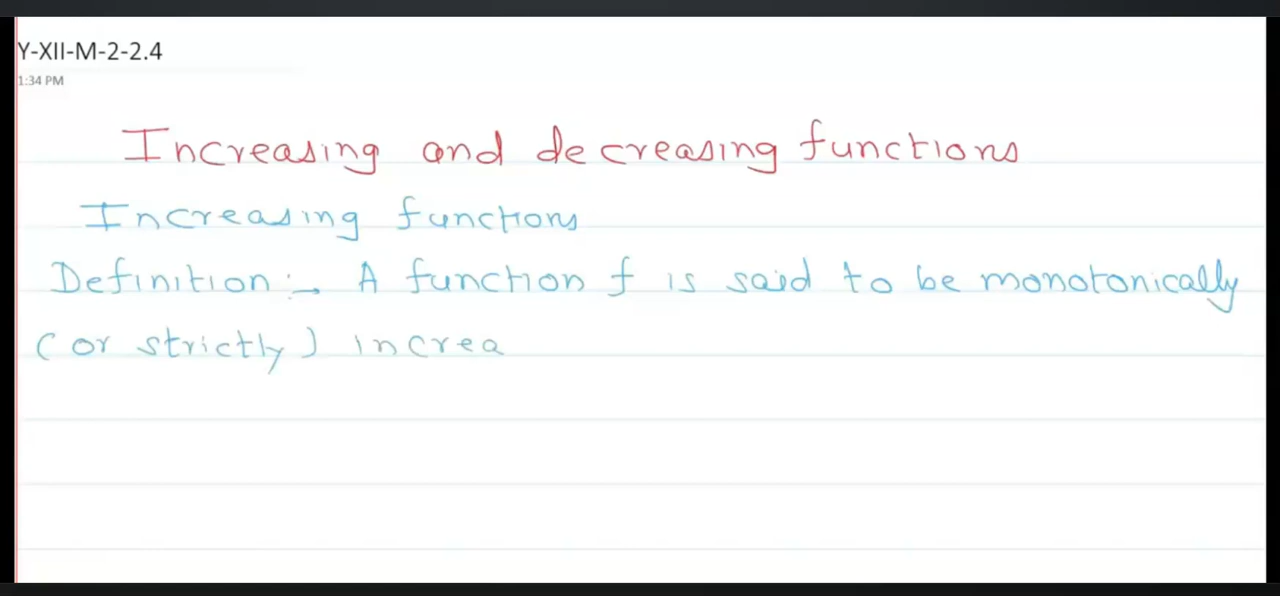 Y-XII-M-2-2.4
1:34 PM
Increasing and decreasing functions
Increasing functions
Definition :- A function f is said to be monotonically
(or strictly) increa